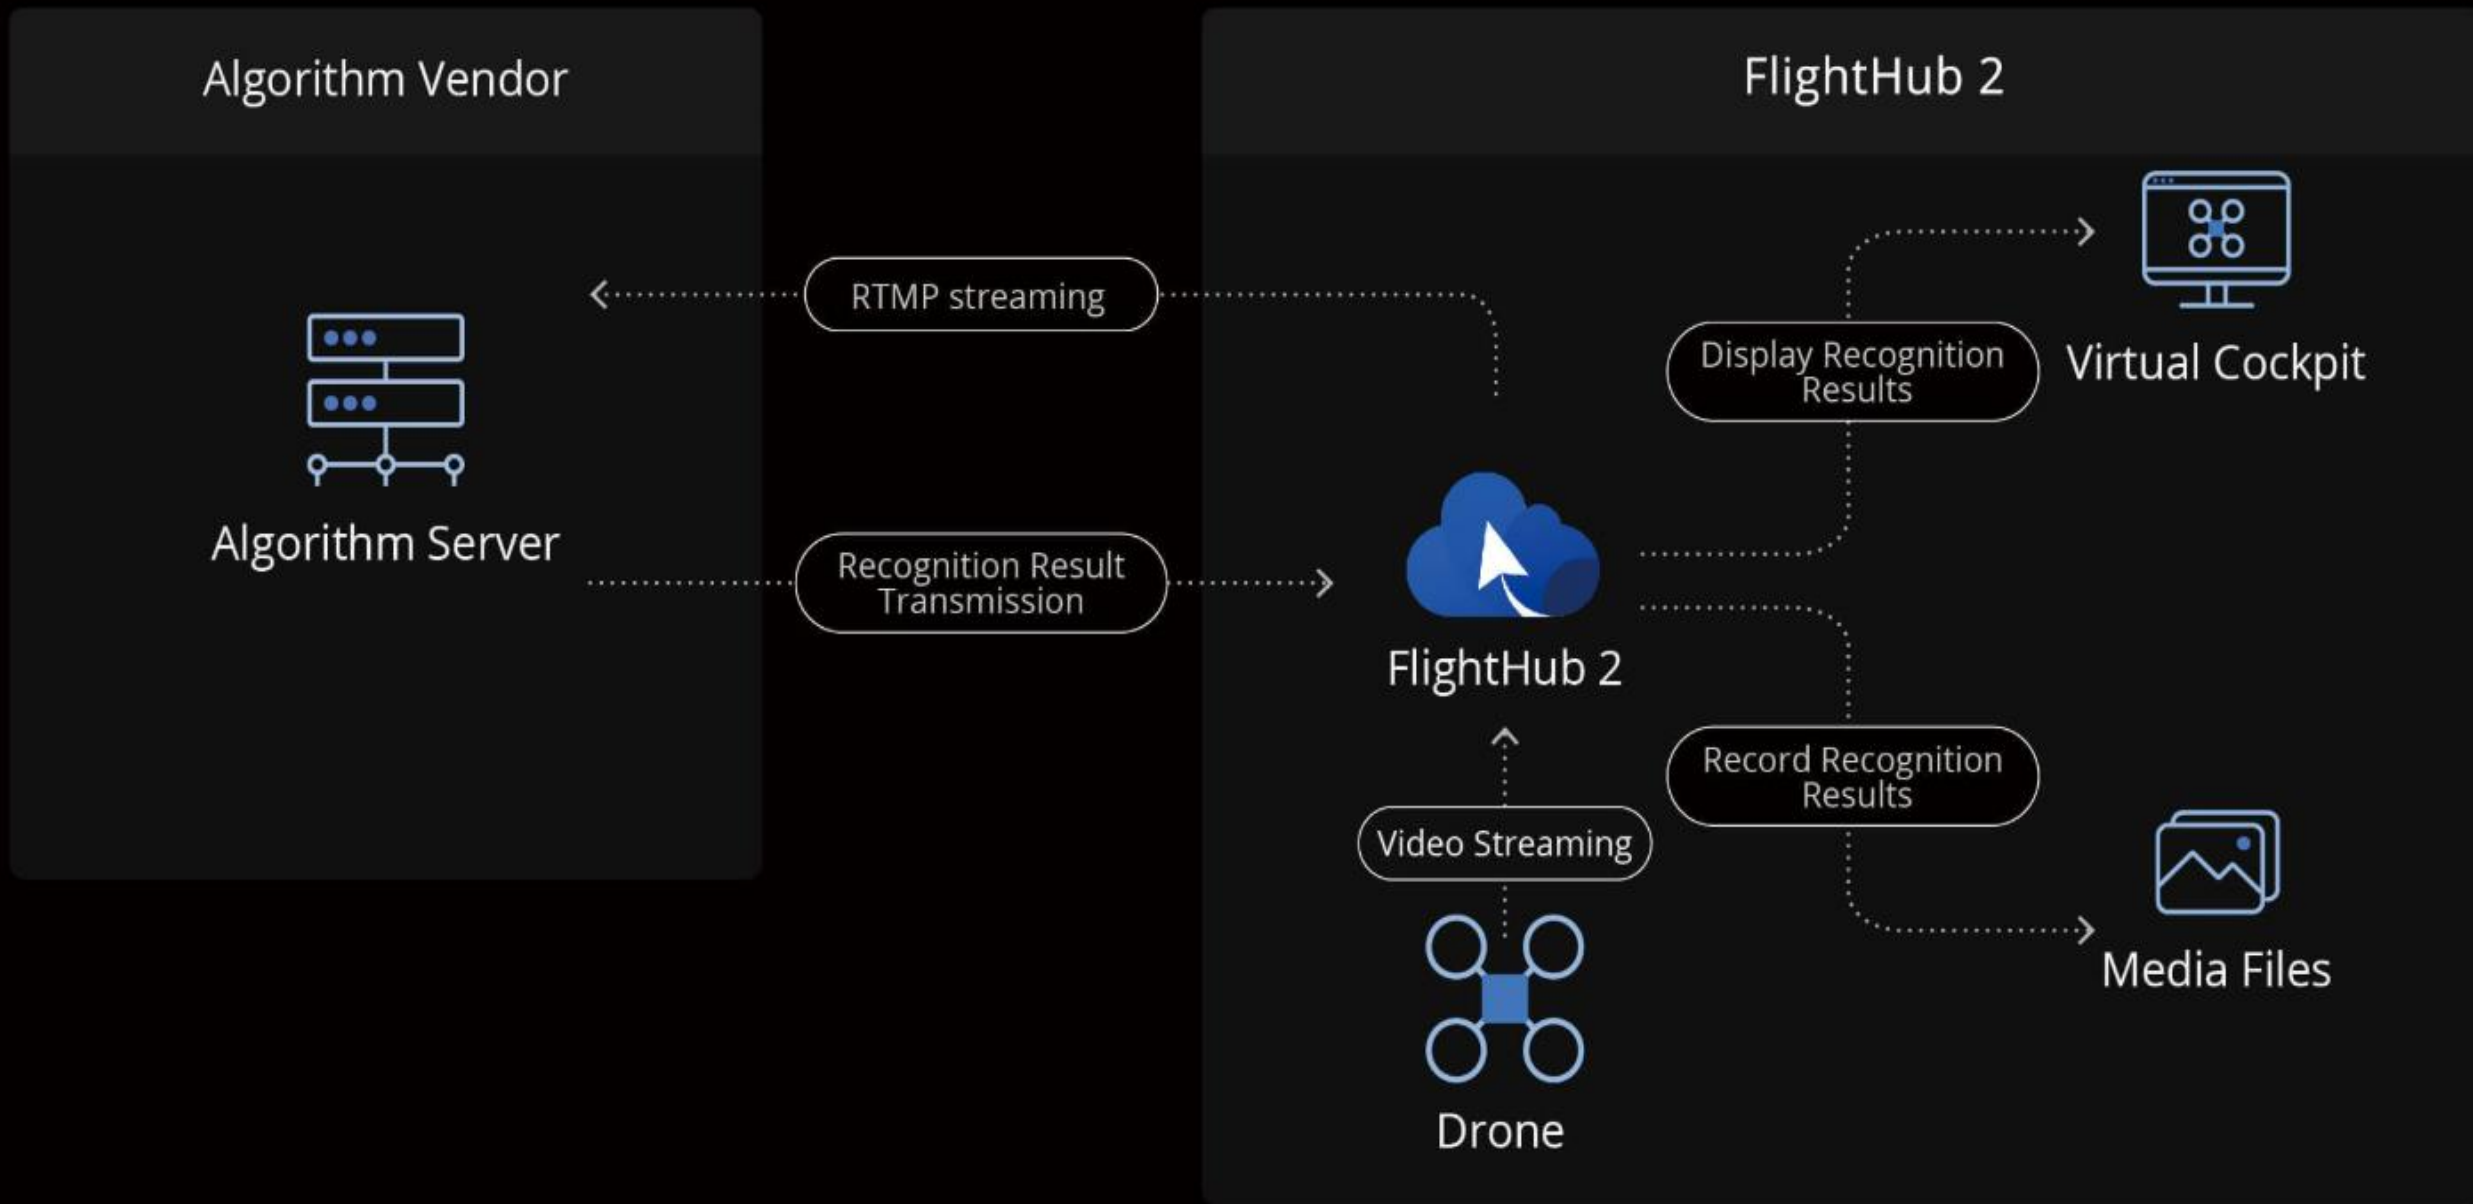 Algorithm Vendor
FlightHub 2
RTMP streaming
Display Recognition
Results
Virtual Cockpit
Algorithm Server
Recognition Result
Transmission
FlightHub 2
Record Recognition
Results
Video Streaming
Media Files
Drone